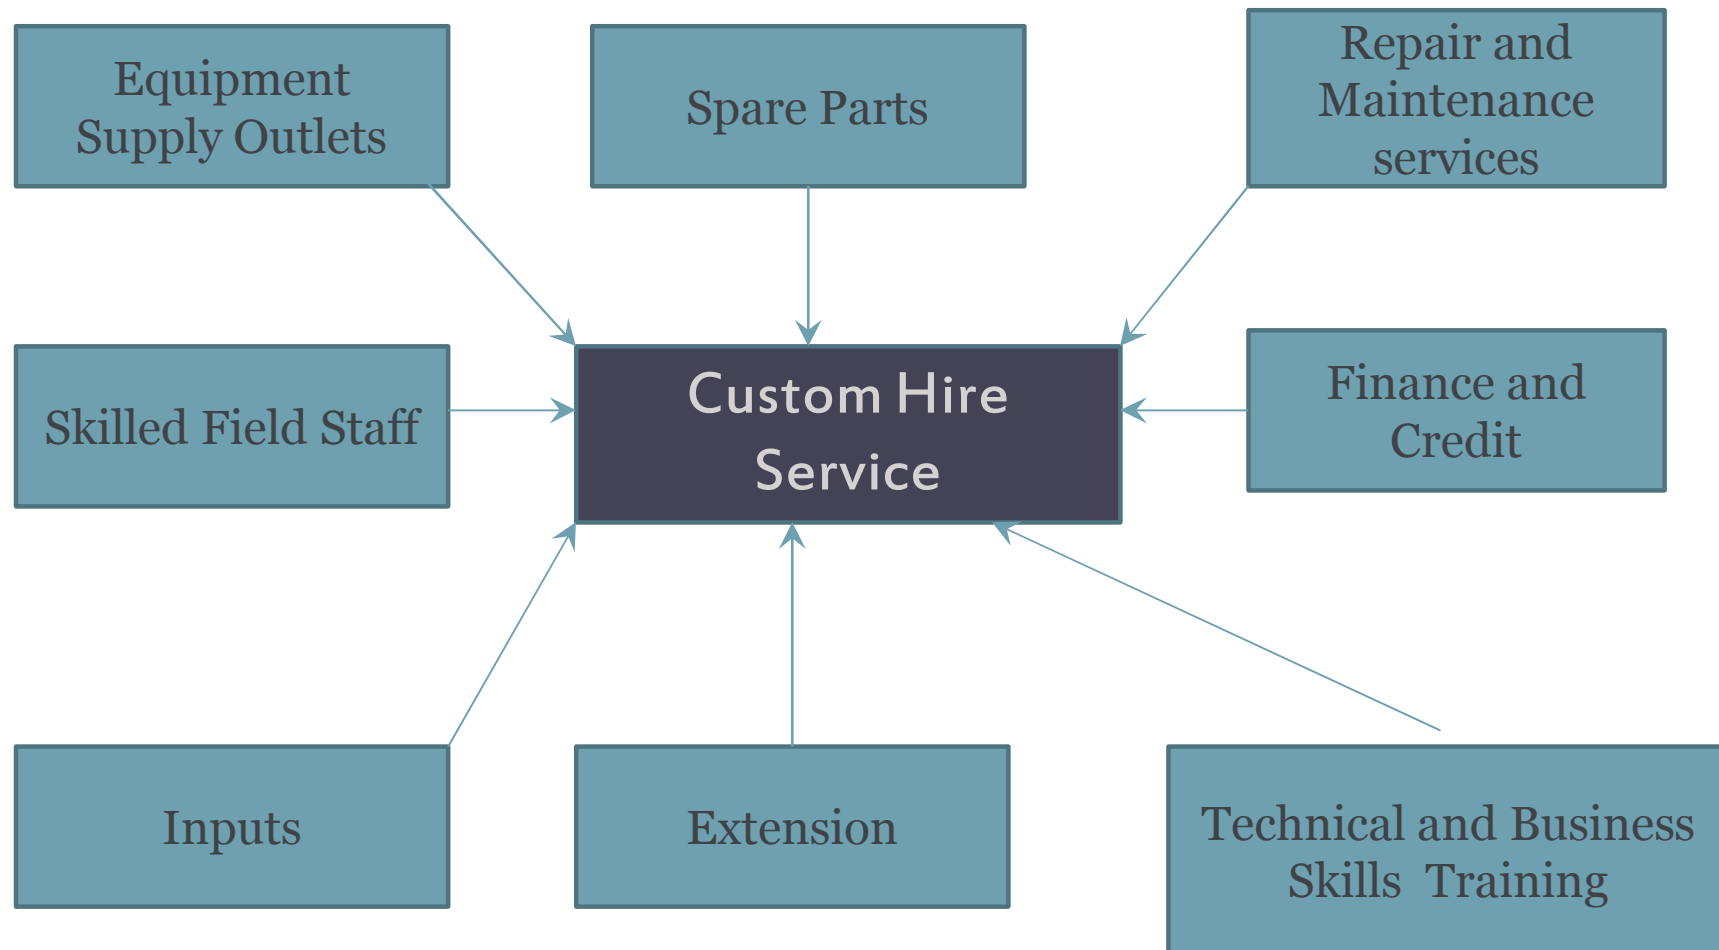 Equipment
Supply Outlets
Spare Parts
Repair and
Maintenance
services
Skilled Field Staff
Custom Hire
Service
Finance and
Credit
Inputs
Extension
Technical and Business
Skills  Training